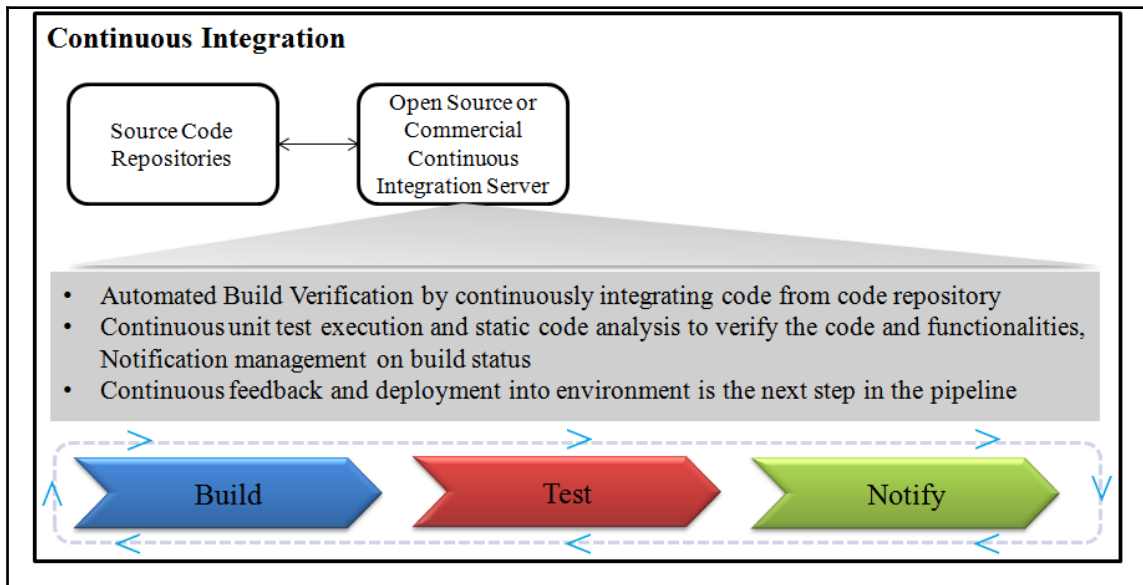 Continuous Integration
Source Code
Repositories
Open Source or
Commercial
Continuous
Integration Server
• Automated Build Verification by continuously integrating code from code repository
• Continuous unit test execution and static code analysis to verify the code and functionalities,
Notification management on build status
• Continuous feedback and deployment into environment is the next step in the pipeline
Build
Test
Notify